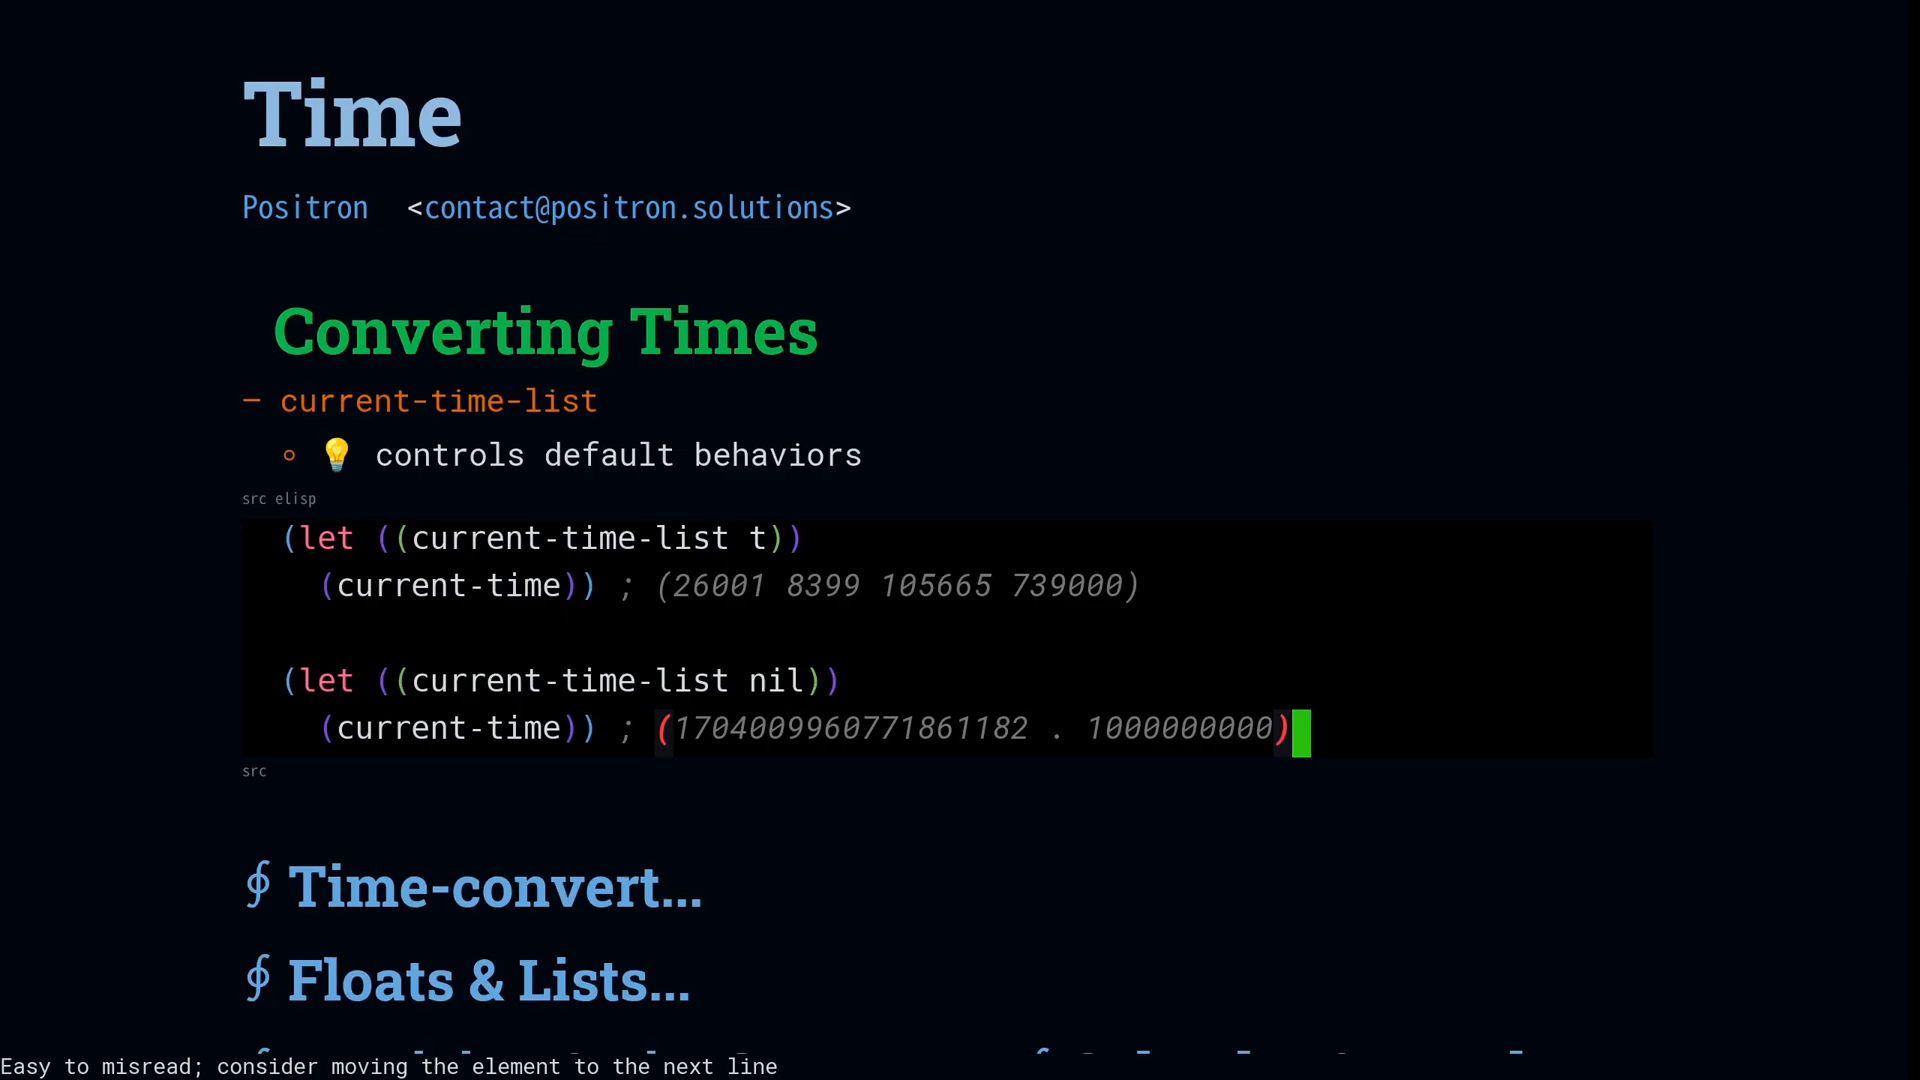 Time
Positron <contact@positron.solutions>
Converting Times
– current-time-list
∘ 💡 controls default behaviors
src elisp
(let ((current-time-list t))
(current-time)) ; (26001 8399 105665 739000)
(let ((current-time-list nil))
(current-time)) ; (1704009960771861182 . 1000000000)
src
∮ Time-convert...
∮ Floats & Lists...
Easy to misread; consider moving the element to the next line